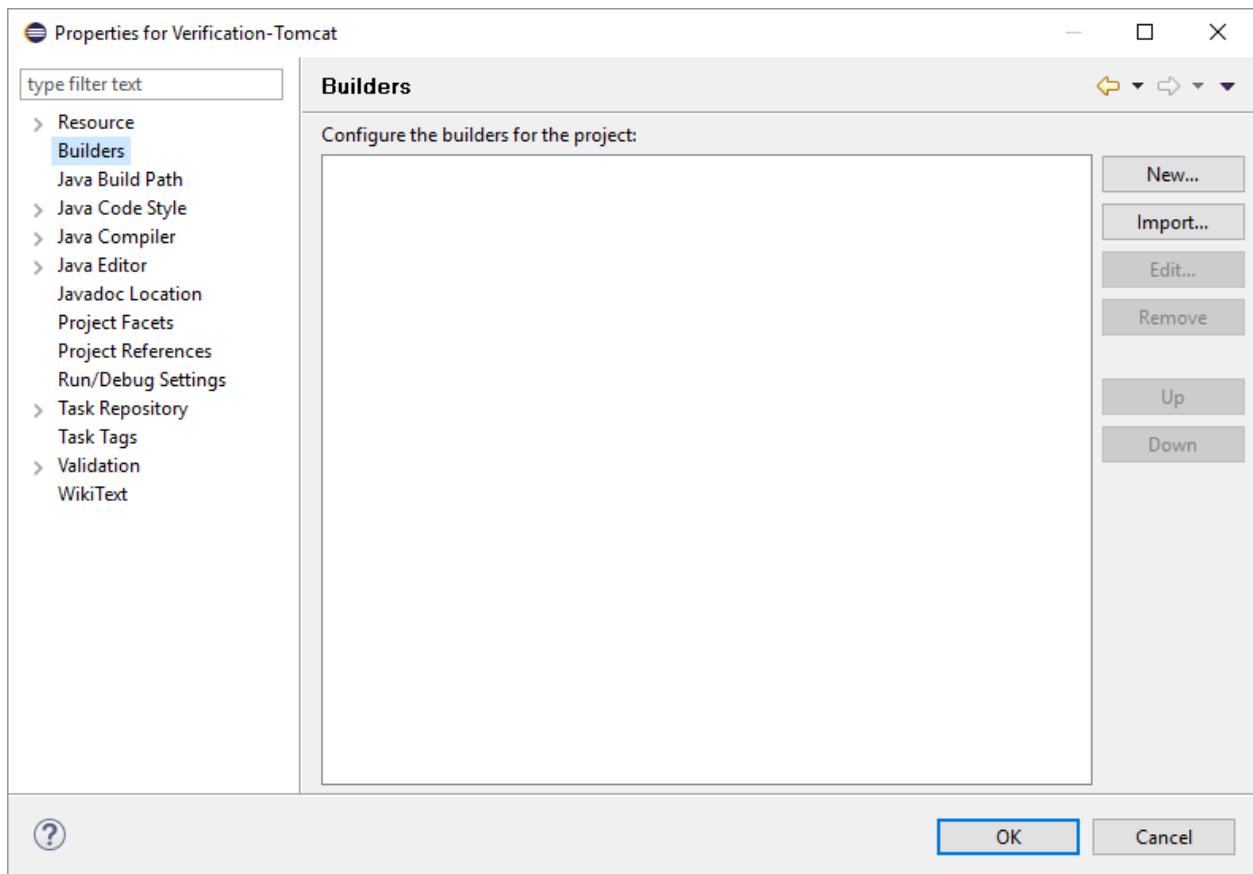 Properties for Verification-Tomcat
type filter text
Resource
Builders
Java Build Path
Java Code Style
Java Compiler
Java Editor
Javadoc Location
Project Facets
Project References
Run/Debug Settings
Task Repository
Task Tags
Validation
WikiText
Builders
Configure the builders for the project:
New...
Import...
Edit...
Remove
Up
Down
?
OK
Cancel